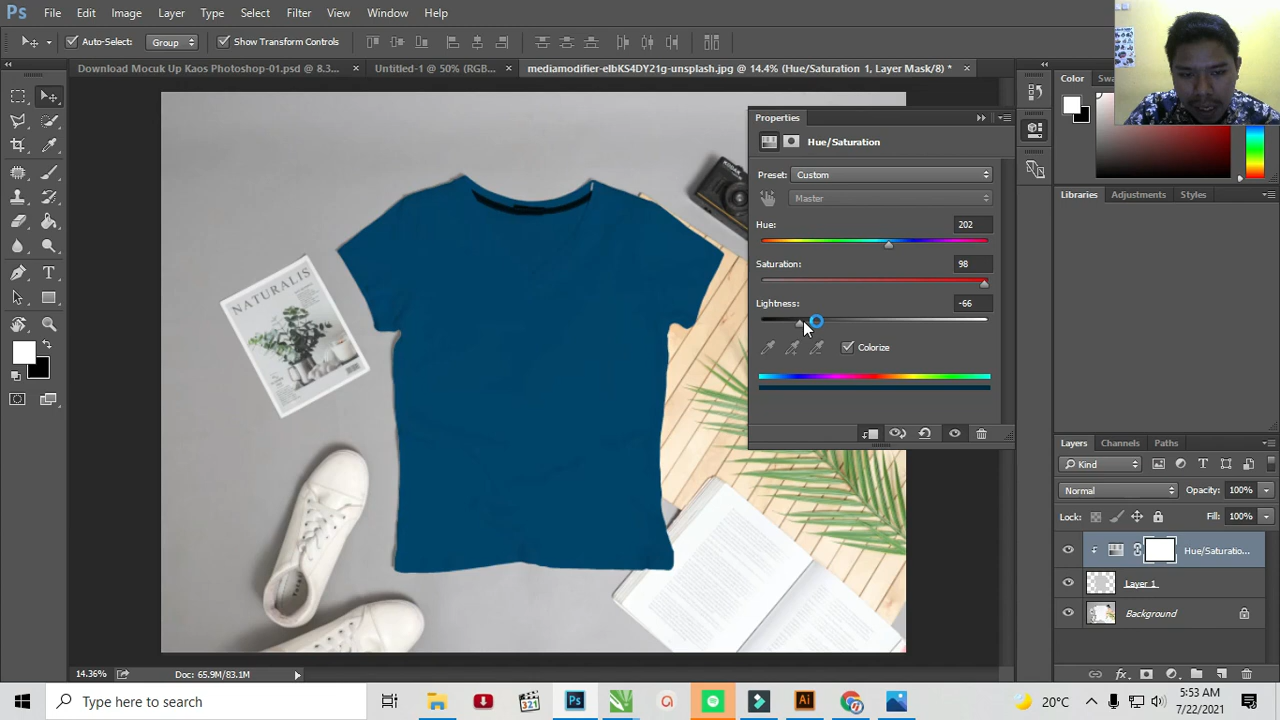 Ps File Edit Image Layer Type Select Filter View Window Help
Auto-Select: Group Show Transform Controls
Download Mocuk Up Kaos Photoshop-01.psd @ 8.3... × Untitled-1 @ 50% (RGB... × mediamodifier-elbKS4DY21g-unsplash.jpg @ 14.4% (Hue/Saturation 1, Layer Mask/8) * ×
Color Swa
Properties
Hue/Saturation
Preset: Custom
Master
Hue: 202
Saturation: 98
Lightness: -66
Colorize
Libraries Adjustments Styles
NATURALIS
Layers Channels Paths
Kind
Normal Opacity: 100%
Lock: Fill: 100%
Hue/Saturatio...
Layer 1
Background
14.36% Doc: 65.9M/83.1M
Type here to search
321
Ps
Ai
20°C
5:53 AM
7/22/2021